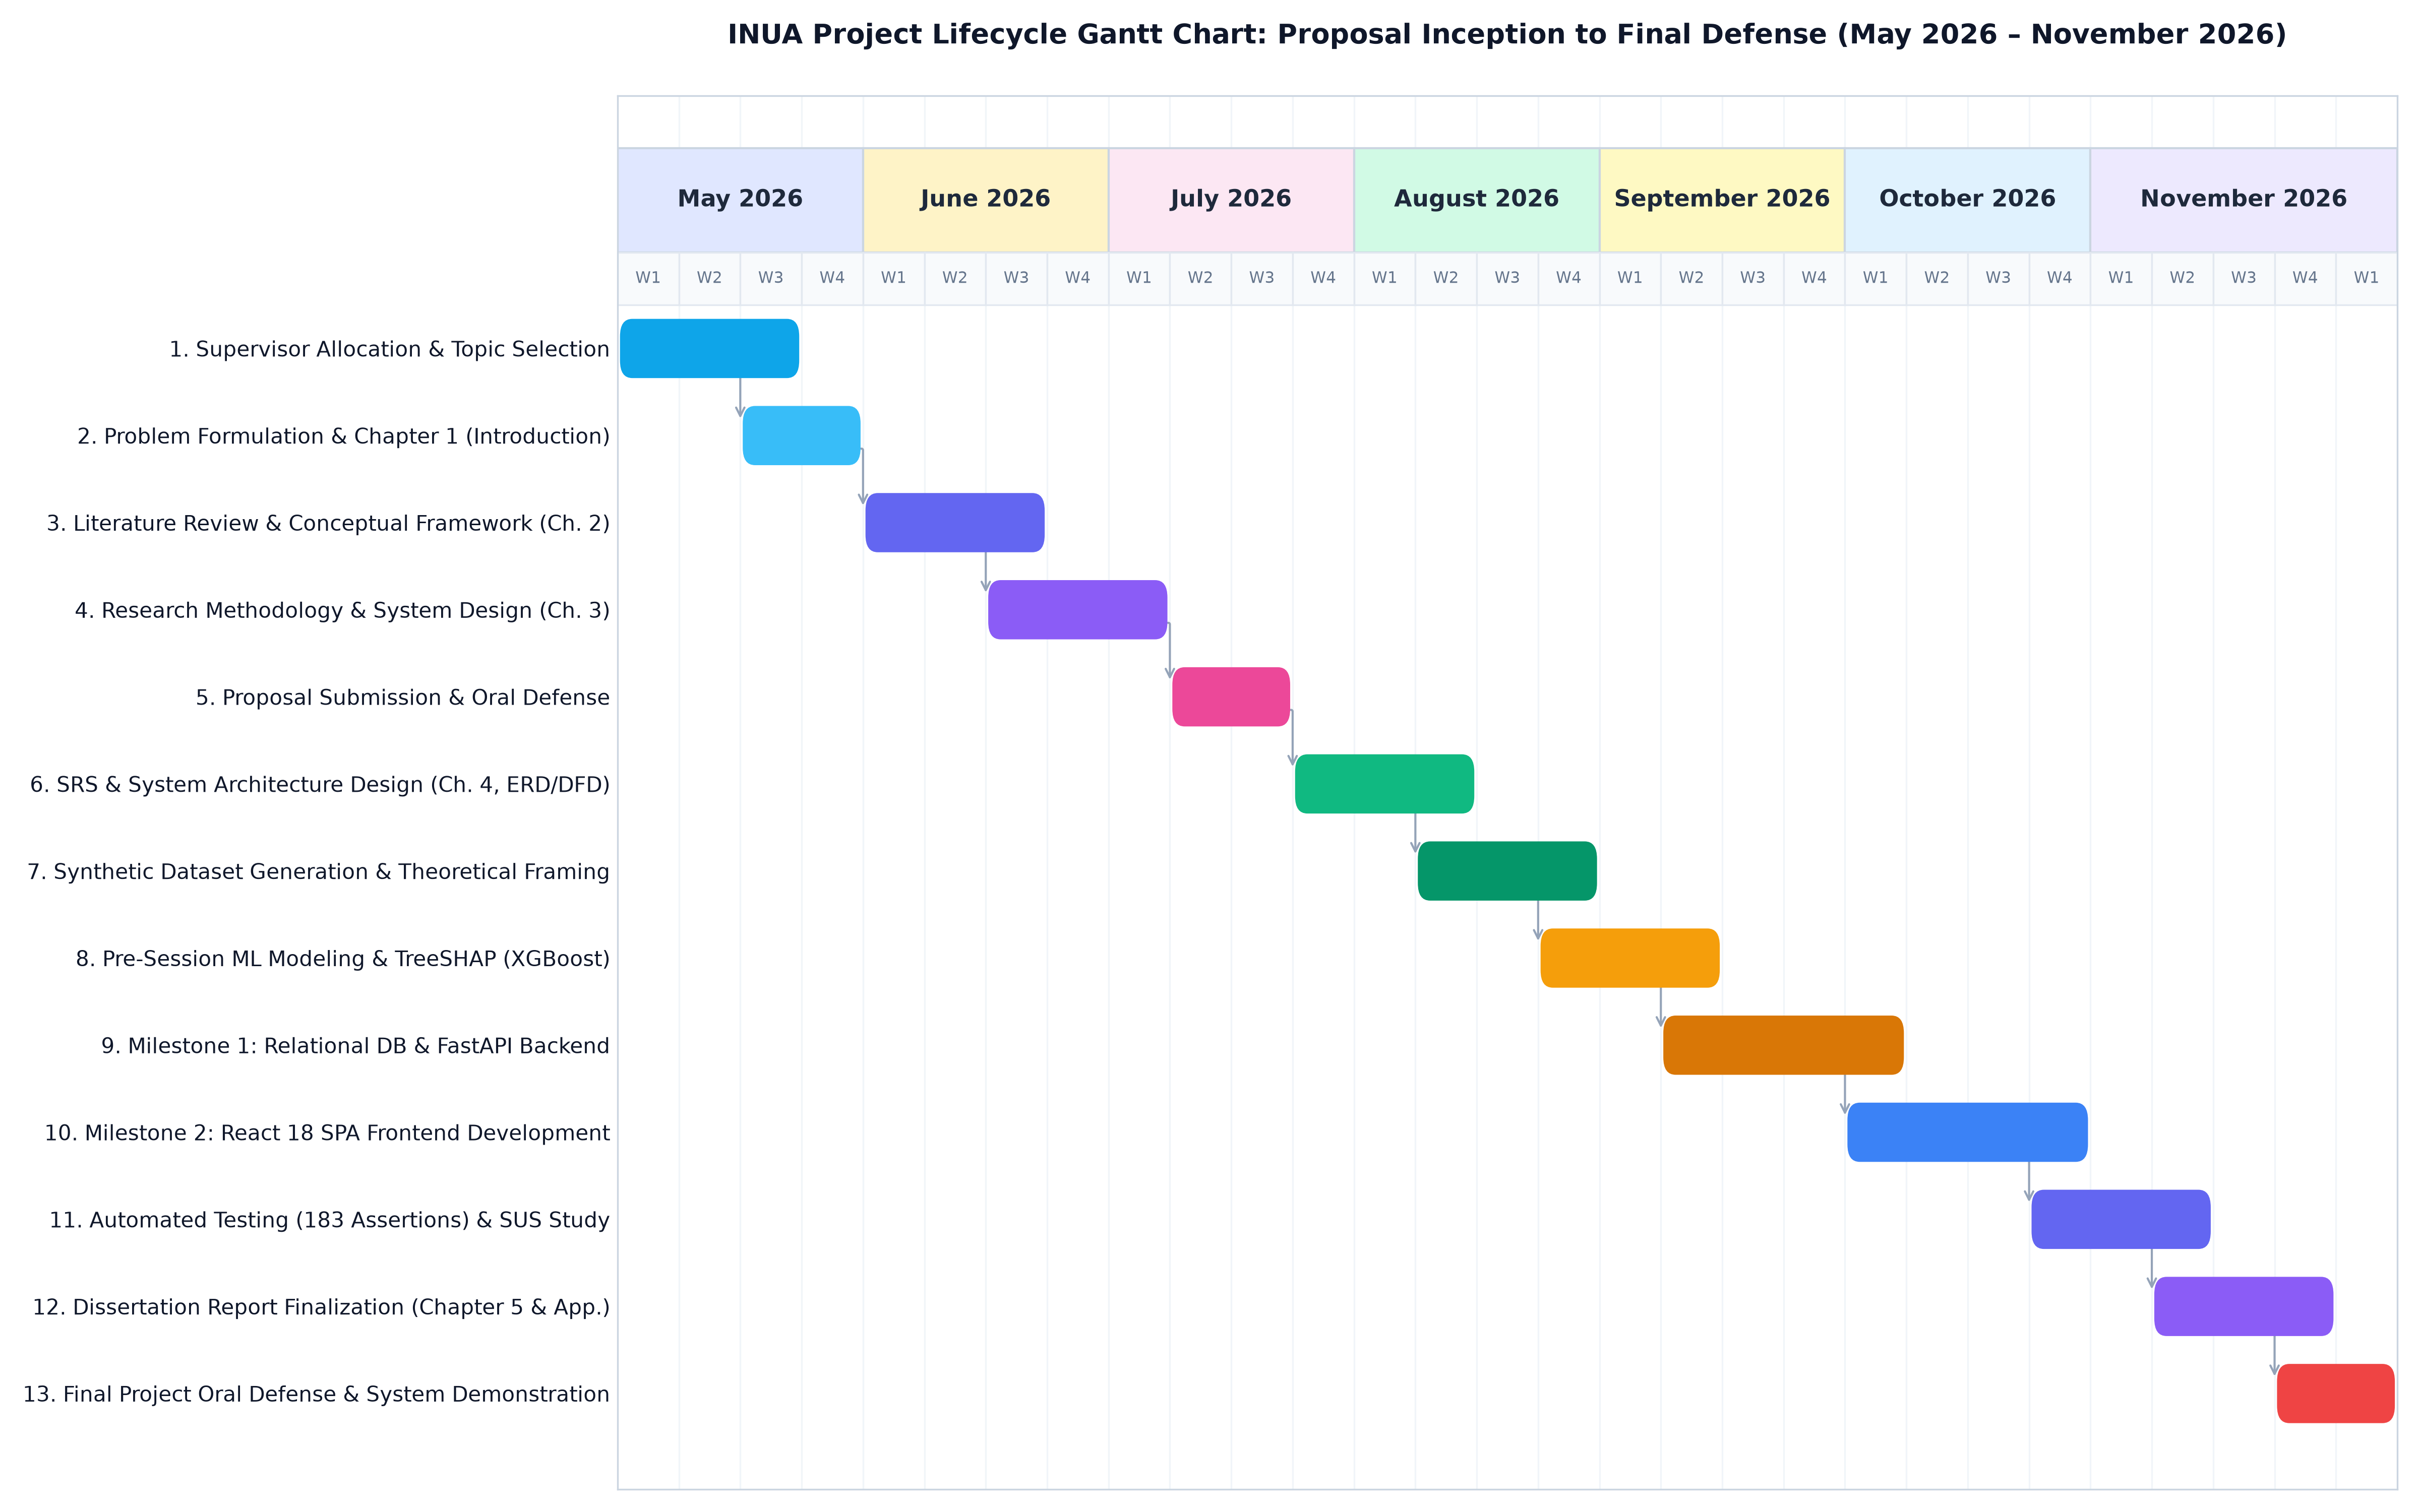 INUA Project Lifecycle Gantt Chart: Proposal Inception to Final Defense (May 2026 – November 2026)
May 2026 June 2026 July 2026 August 2026 September 2026 October 2026 November 2026
W1 W2 W3 W4 W1 W2 W3 W4 W1 W2 W3 W4 W1 W2 W3 W4 W1 W2 W3 W4 W1 W2 W3 W4 W1 W2 W3 W4 W1
1. Supervisor Allocation & Topic Selection
2. Problem Formulation & Chapter 1 (Introduction)
3. Literature Review & Conceptual Framework (Ch. 2)
4. Research Methodology & System Design (Ch. 3)
5. Proposal Submission & Oral Defense
6. SRS & System Architecture Design (Ch. 4, ERD/DFD)
7. Synthetic Dataset Generation & Theoretical Framing
8. Pre-Session ML Modeling & TreeSHAP (XGBoost)
9. Milestone 1: Relational DB & FastAPI Backend
10. Milestone 2: React 18 SPA Frontend Development
11. Automated Testing (183 Assertions) & SUS Study
12. Dissertation Report Finalization (Chapter 5 & App.)
13. Final Project Oral Defense & System Demonstration